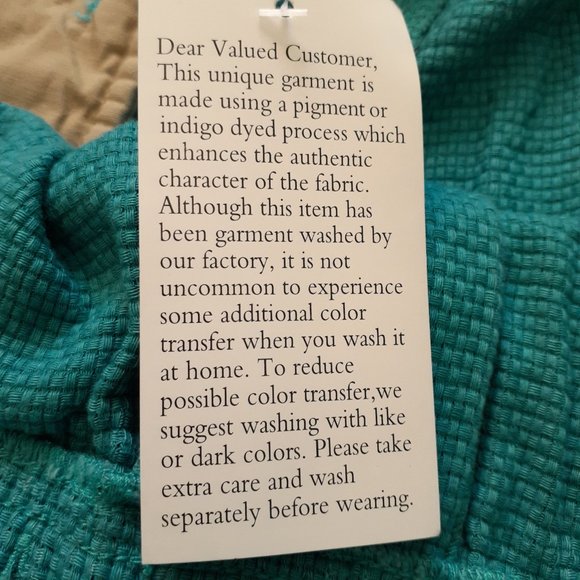 Dear Valued Customer,
This unique garment is
made using a pigment or
indigo dyed process which
enhances the authentic
character of the fabric.
Although this item has
been garment washed by
our factory, it is not
uncommon to experience
some additional color
transfer when you wash it
at home. To reduce
possible color transfer,we
suggest washing with like
or dark colors. Please take
extra care and wash
separately before wearing.